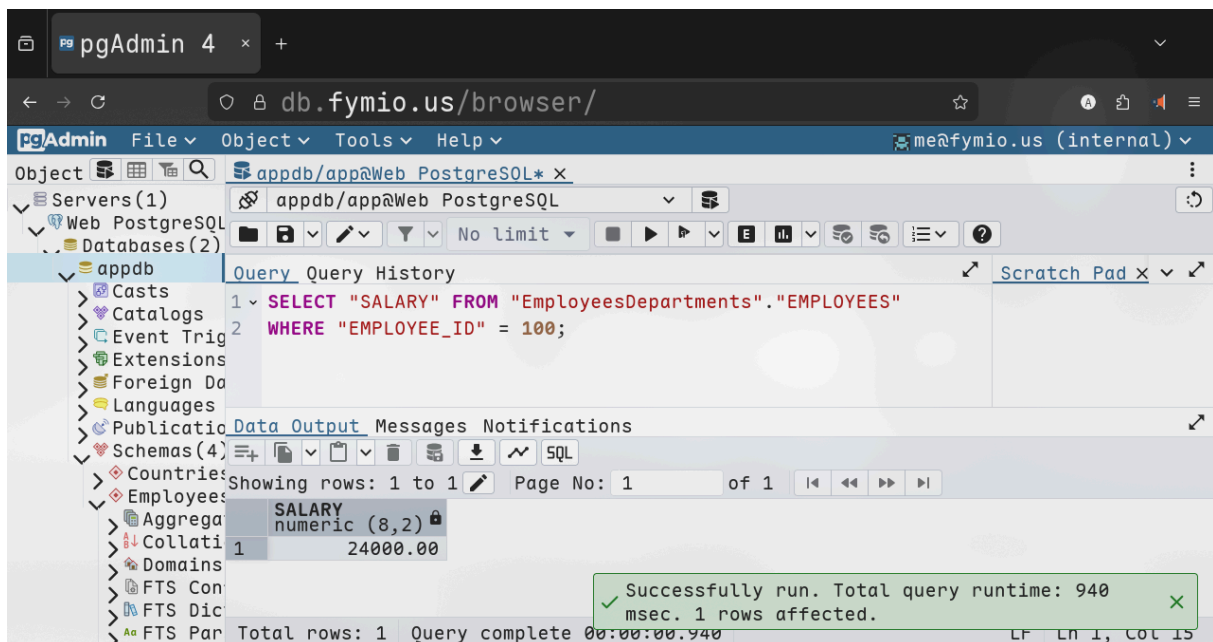 pgAdmin 4
db.fymio.us/browser/
pgAdmin File Object Tools Help me@fymio.us (internal)
Object appdb/app@Web PostgreSQL*
Servers(1) appdb/app@Web PostgreSQL
Web PostgreSQL No limit
Databases(2)
appdb Query Query History Scratch Pad
Casts 1 SELECT "SALARY" FROM "EmployeesDepartments"."EMPLOYEES"
Catalogs
Event Trig 2 WHERE "EMPLOYEE_ID" = 100;
Extensions
Foreign Da
Languages
Publicatio Data Output Messages Notifications
Schemas(4) SQL
Countries Showing rows: 1 to 1 Page No: 1 of 1
Employees
Aggrega SALARY
numeric (8,2)
Collati 1 24000.00
Domains
FTS Con Successfully run. Total query runtime: 940
FTS Dic msec. 1 rows affected.
FTS Par Total rows: 1 Query complete 00:00:00.940 LF Ln 1, Col 15